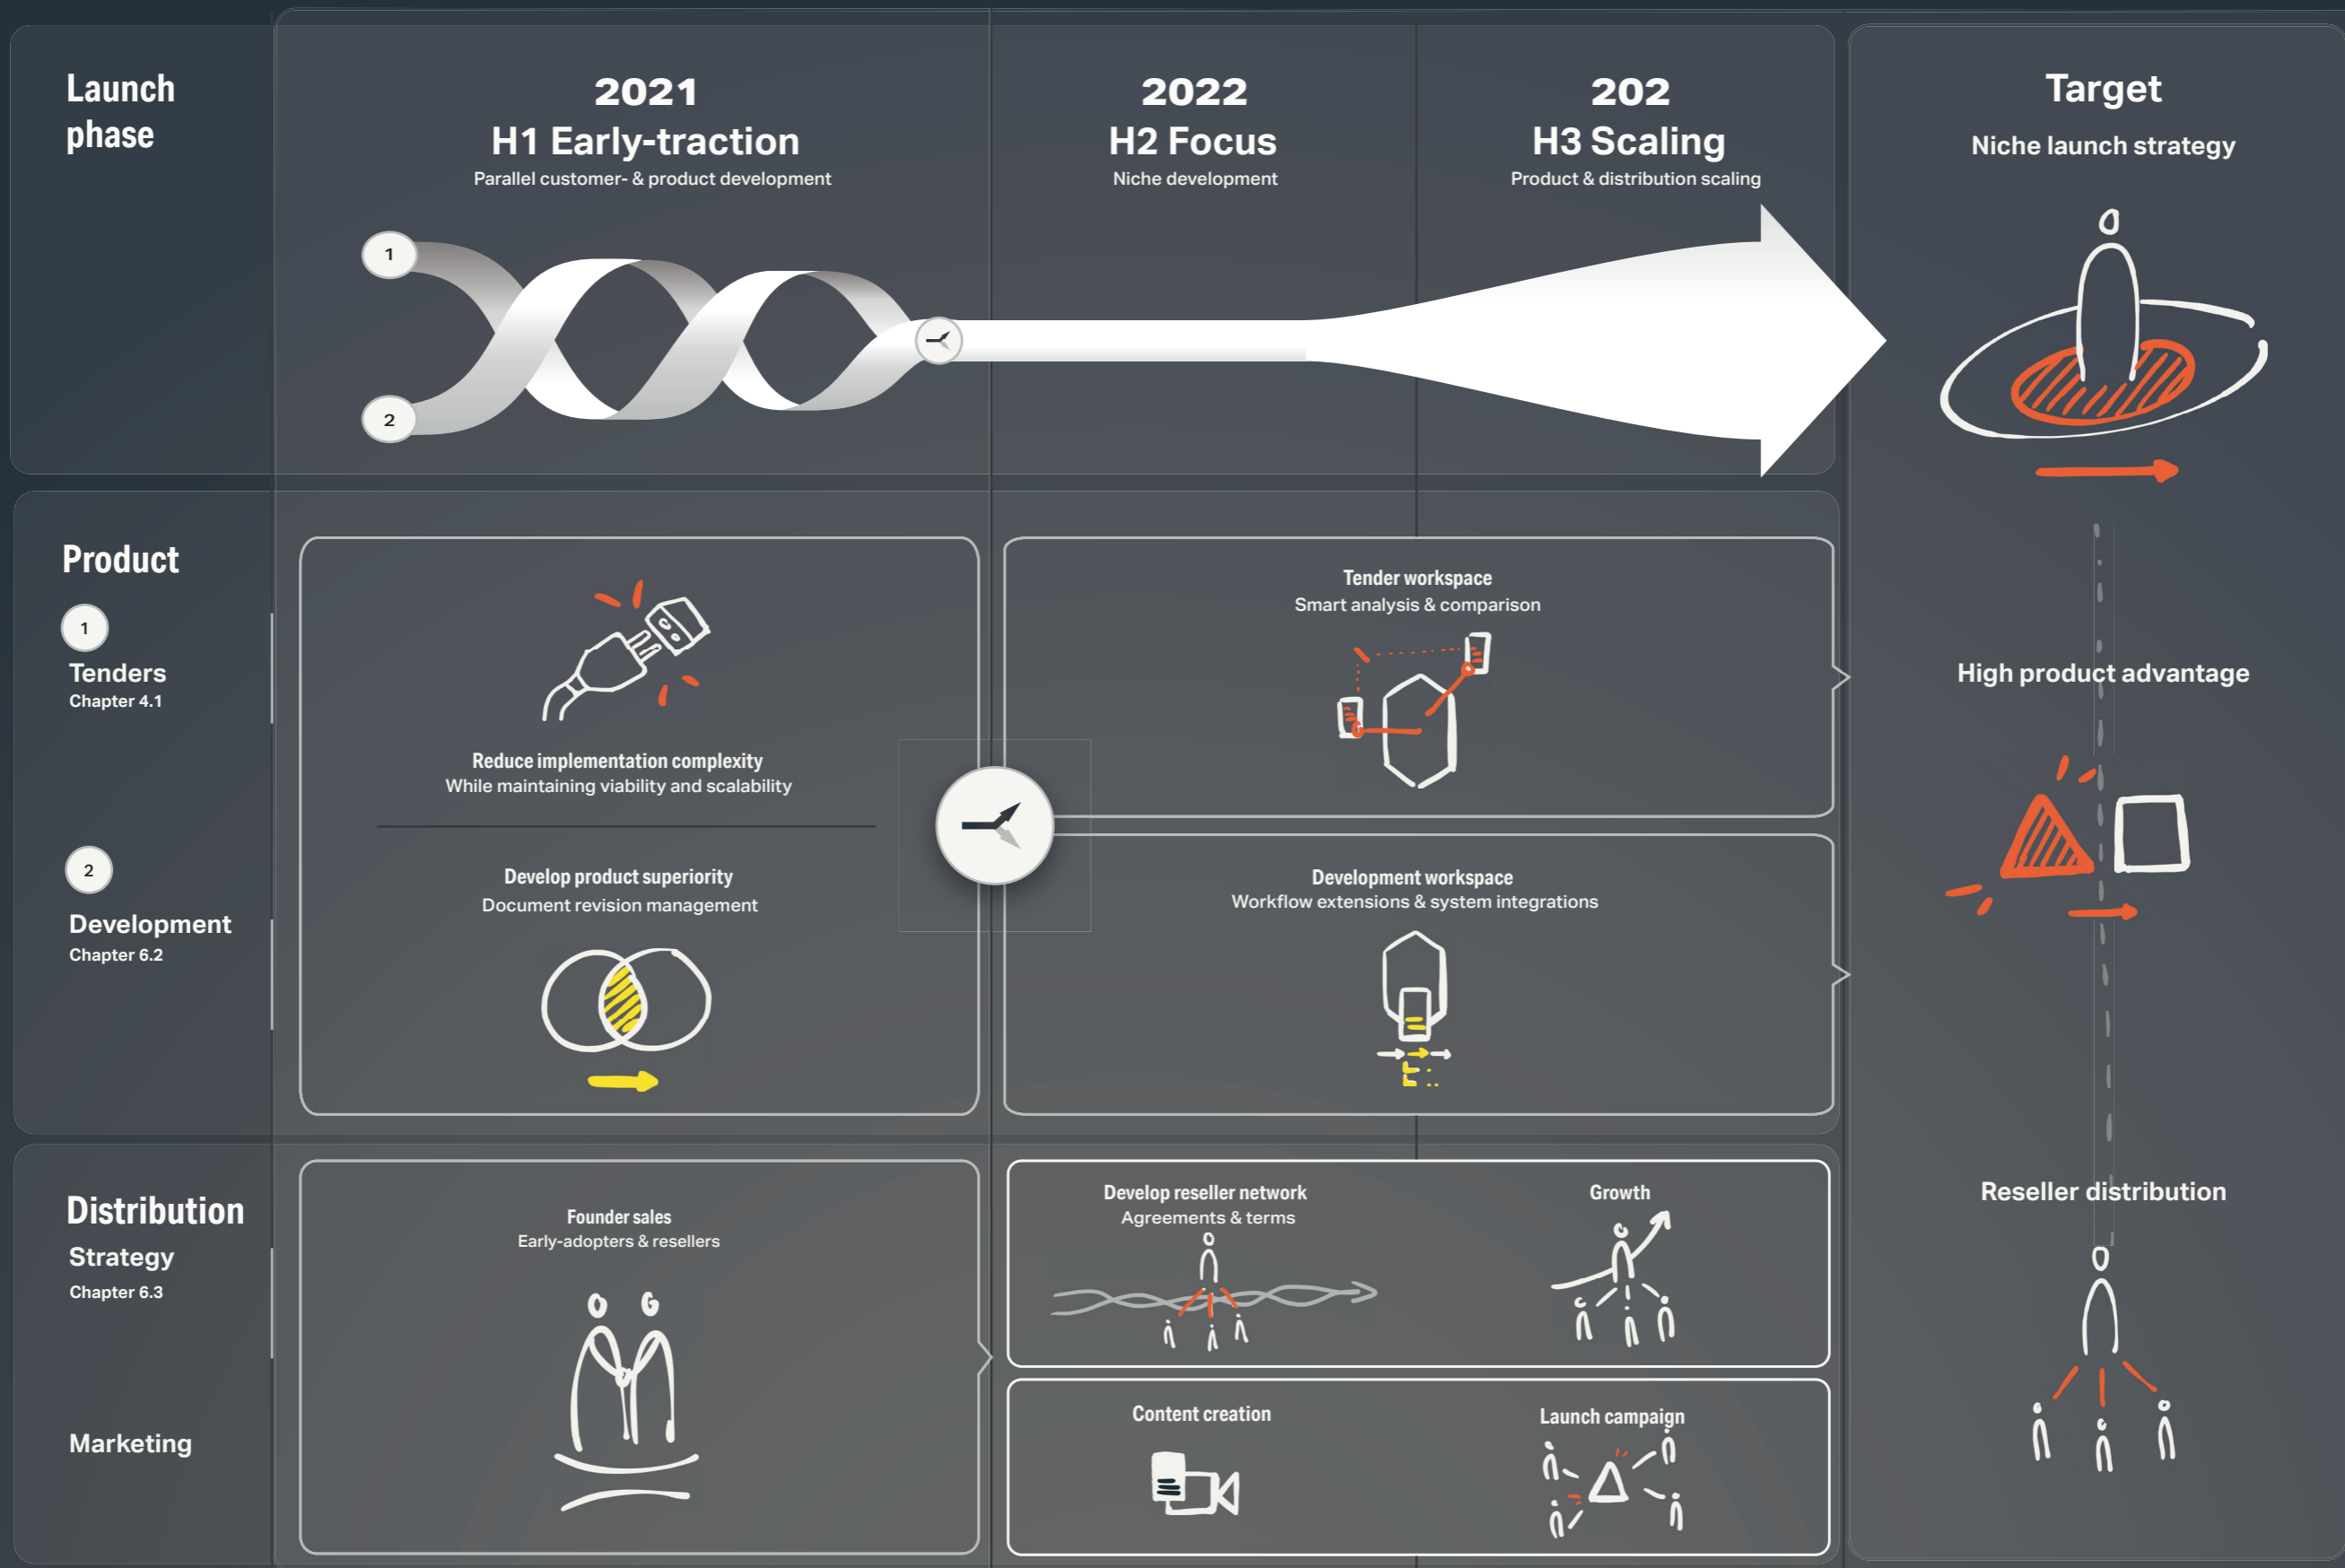 Launch
phase
2021
H1 Early-traction
Parallel customer- & product development
2022
H2 Focus
Niche development
202
H3 Scaling
Product & distribution scaling
Target
Niche launch strategy
1
2
Product
1
Tenders
Chapter 4.1
2
Development
Chapter 6.2
Reduce implementation complexity
While maintaining viability and scalability
Develop product superiority
Document revision management
Tender workspace
Smart analysis & comparison
Development workspace
Workflow extensions & system integrations
High product advantage
Distribution
Strategy
Chapter 6.3
Marketing
Founder sales
Early-adopters & resellers
Develop reseller network
Agreements & terms
Growth
Content creation
Launch campaign
Reseller distribution